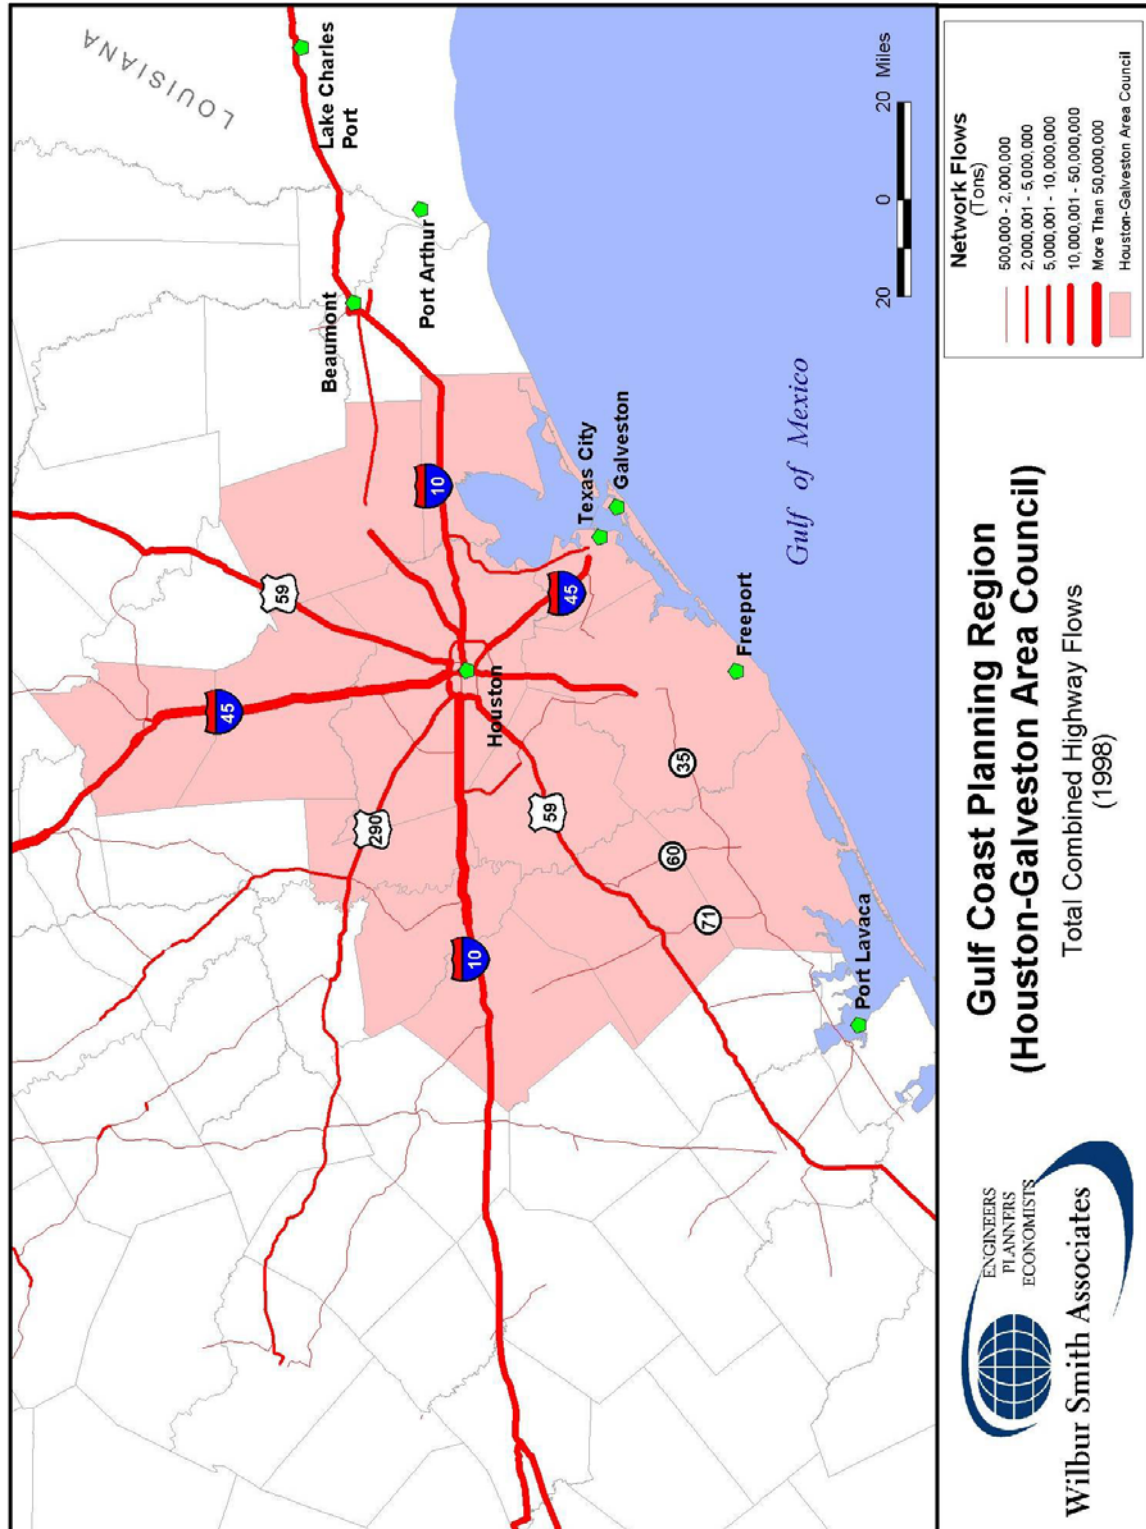 LOUISIANA
Lake Charles
Port
Beaumont
Port Arthur
59
45
10
290
Houston
10
45
Texas City
Galveston
59
60
35
71
Freeport
Port Lavaca
Gulf of Mexico
20 0 20 Miles
Wilbur Smith Associates
ENGINEERS
PLANNERS
ECONOMISTS
Gulf Coast Planning Region
(Houston-Galveston Area Council)
Total Combined Highway Flows
(1998)
Network Flows
(Tons)
500,000 - 2,000,000
2,000,001 - 5,000,000
5,000,001 - 10,000,000
10,000,001 - 50,000,000
More Than 50,000,000
Houston-Galveston Area Council